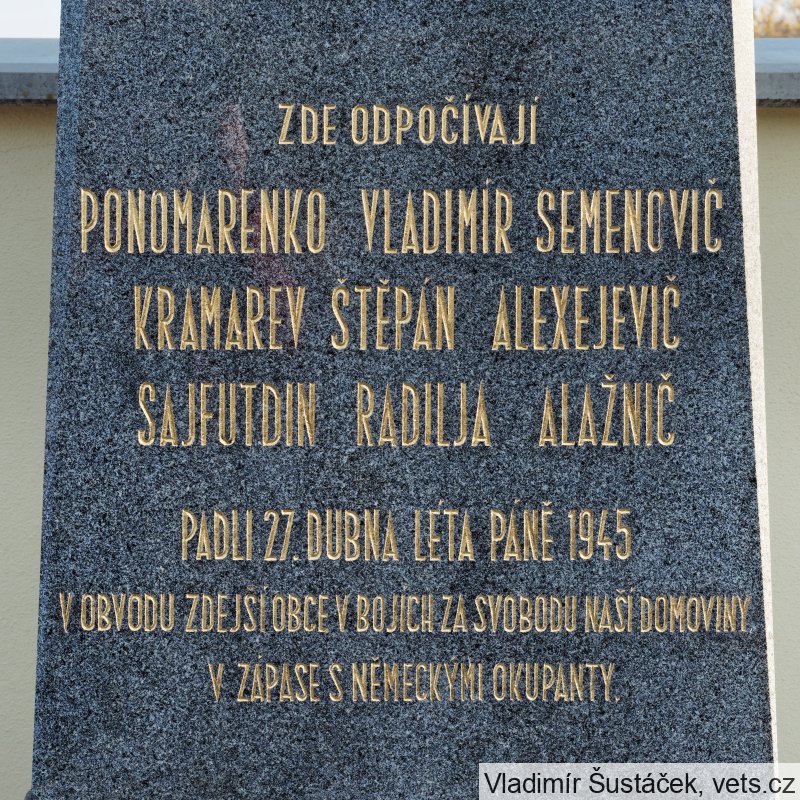 ZDE ODPOČÍVAJÍ
PONOMARENKO VLADIMÍR SEMENOVIČ
KRAMAREV ŠTĚPÁN ALEXEJEVIČ
SAJFUTDIN RADILJA ALAŽNIČ
PADLI 27. DUBNA LÉTA PÁNĚ 1945
V OBVODU ZDEJŠÍ OBCE V BOJÍCH ZA SVOBODU NAŠÍ DOMOVINY
V ZÁPASE S NĚMECKÝMI OKUPANTY.
Vladimír Šustáček, vets.cz